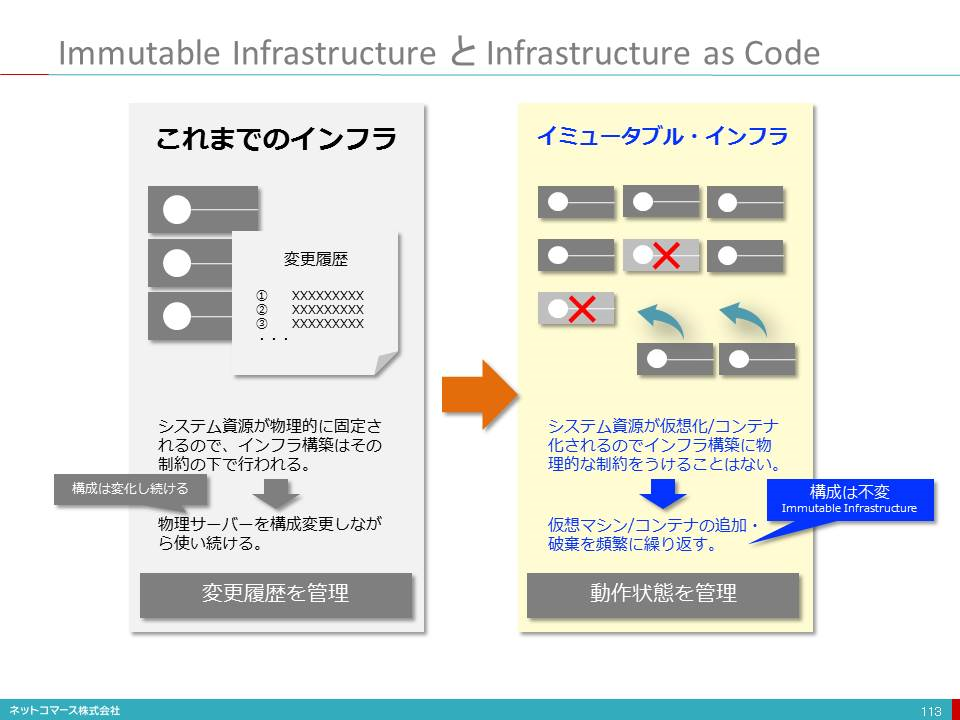 Immutable Infrastructure と Infrastructure as Code
これまでのインフラ
変更履歴
① XXXXXXXXX
② XXXXXXXXX
③ XXXXXXXXX
・・・
システム資源が物理的に固定さ
れるので、インフラ構築はその
制約の下で行われる。
構成は変化し続ける
物理サーバーを構成変更しなが
ら使い続ける。
変更履歴を管理
イミュータブル・インフラ
システム資源が仮想化/コンテナ
化されるのでインフラ構築に物
理的な制約をうけることはない。
構成は不変
Immutable Infrastructure
仮想マシン/コンテナの追加・
破棄を頻繁に繰り返す。
動作状態を管理
ネットコマース株式会社
113